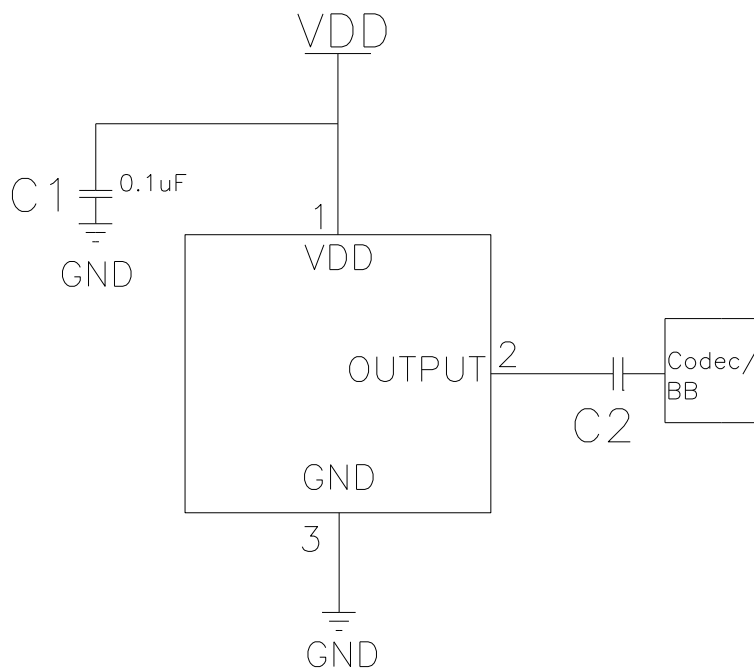 VDD
C1
0.1uF
GND
1
VDD
OUTPUT
2
Codec/
BB
C2
GND
3
GND